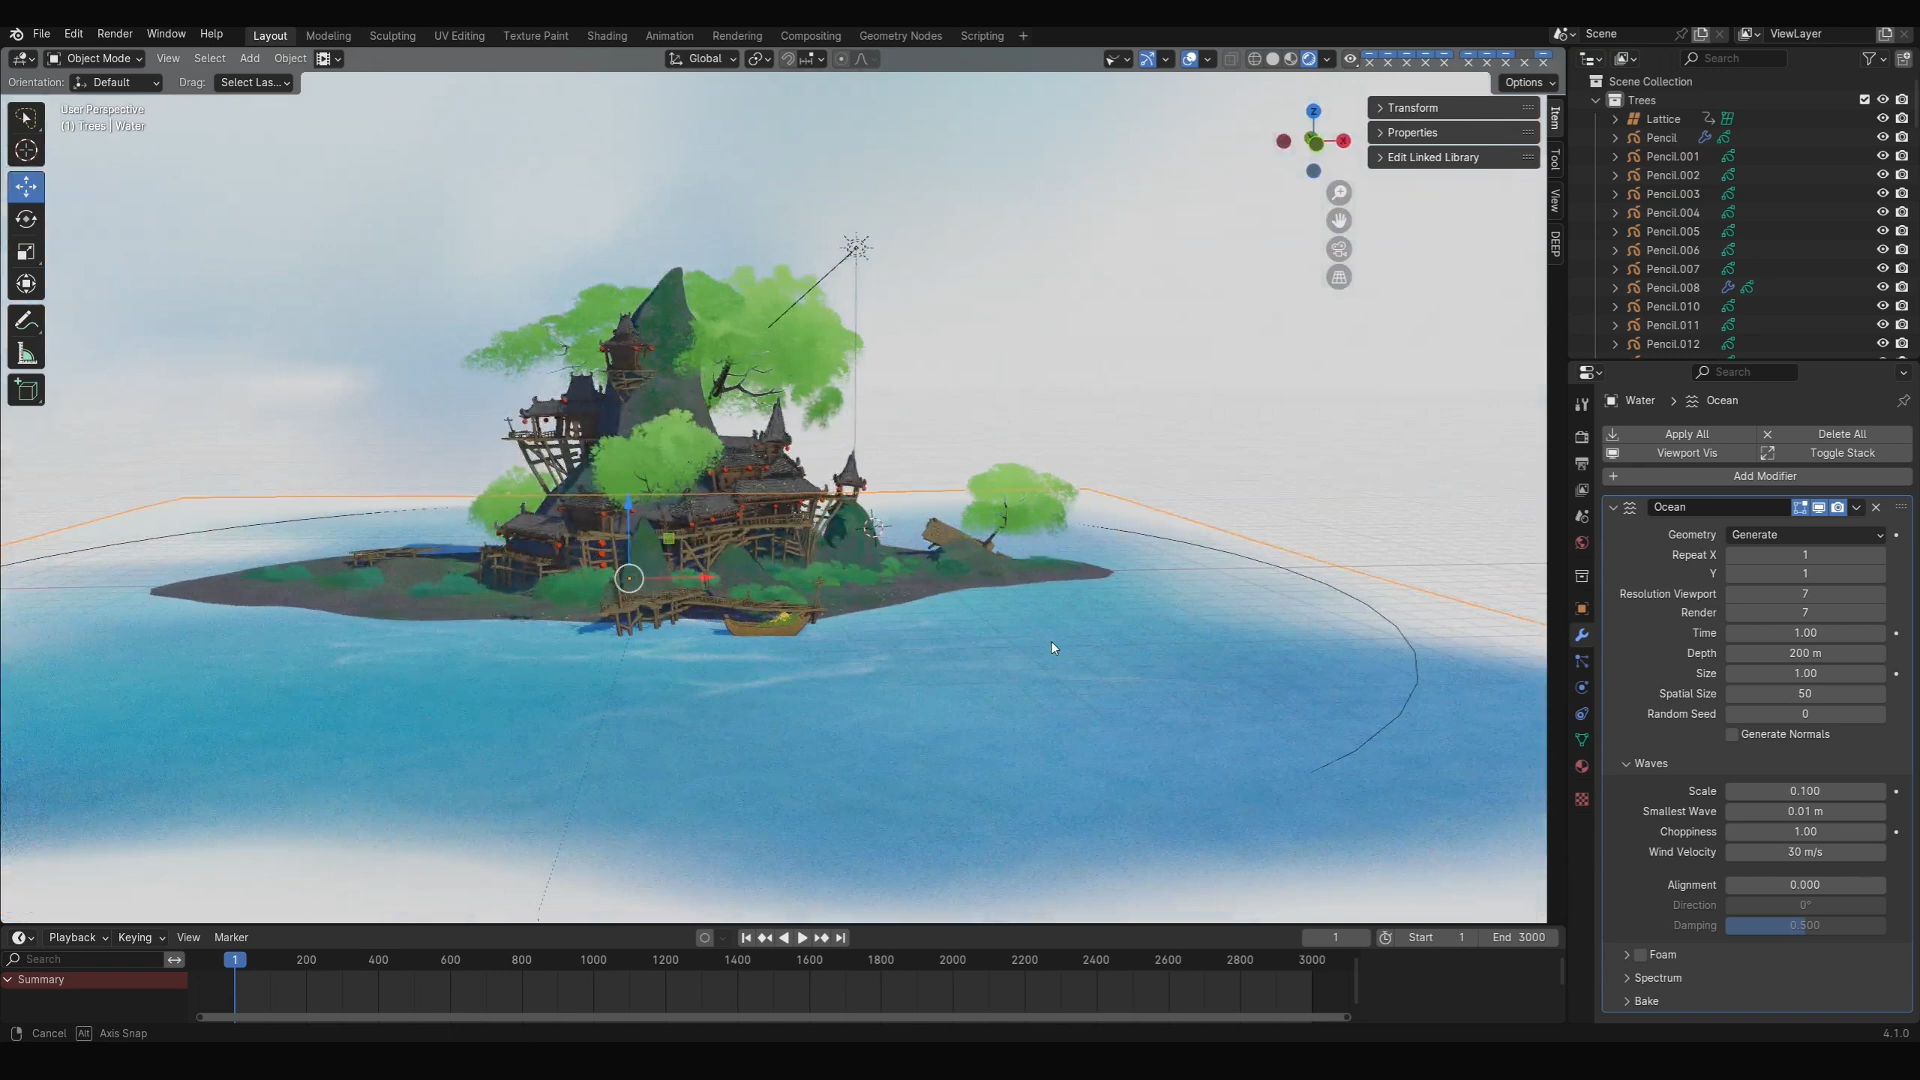 File Edit Render Window Help Layout Modeling Sculpting UV Editing Texture Paint Shading Animation Rendering Compositing Geometry Nodes Scripting + Scene ViewLayer
Object Mode View Select Add Object Global Search
Orientation: Default Drag: Select Las... Options
User Perspective
(1) Trees | Water
Z
X
Transform
Properties
Edit Linked Library
Item
Tool
View
DEEP
Scene Collection
Trees
Lattice
Pencil
Pencil.001
Pencil.002
Pencil.003
Pencil.004
Pencil.005
Pencil.006
Pencil.007
Pencil.008
Pencil.010
Pencil.011
Pencil.012
Search
Water > Ocean
Apply All Delete All
Viewport Vis Toggle Stack
Add Modifier
Ocean
Geometry Generate
Repeat X 1
Y 1
Resolution Viewport 7
Render 7
Time 1.00
Depth 200 m
Size 1.00
Spatial Size 50
Random Seed 0
Generate Normals
Waves
Scale 0.100
Smallest Wave 0.01 m
Choppiness 1.00
Wind Velocity 30 m/s
Alignment 0.000
Direction 0°
Damping 0.500
Foam
Spectrum
Bake
Playback Keying View Marker 1 Start 1 End 3000
Search 1 200 400 600 800 1000 1200 1400 1600 1800 2000 2200 2400 2600 2800 3000
Summary
Cancel Alt Axis Snap 4.1.0